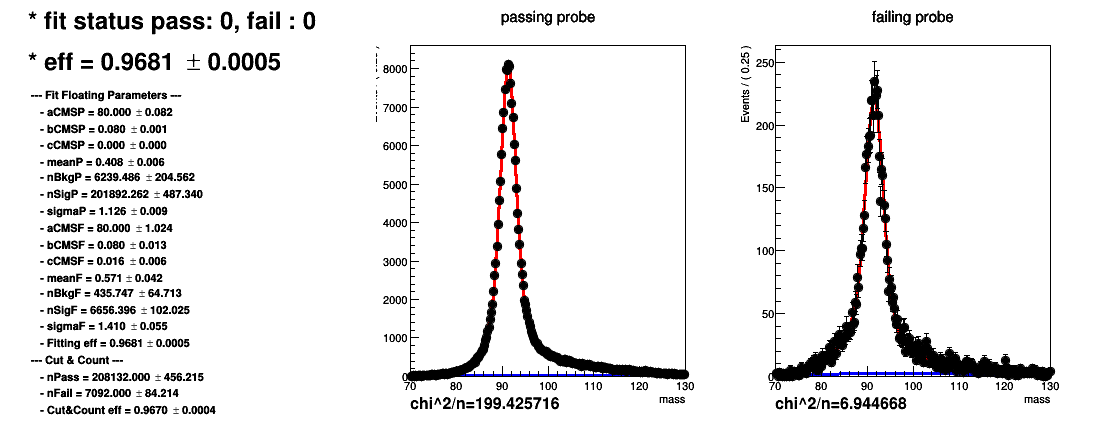 * fit status pass: 0, fail : 0
* eff = 0.9681 ± 0.0005
--- Fit Floating Parameters ---
- aCMSP = 80.000 ± 0.082
- bCMSP = 0.080 ± 0.001
- cCMSP = 0.000 ± 0.000
- meanP = 0.408 ± 0.006
- nBkgP = 6239.486 ± 204.562
- nSigP = 201892.262 ± 487.340
- sigmaP = 1.126 ± 0.009
- aCMSF = 80.000 ± 1.024
- bCMSF = 0.080 ± 0.013
- cCMSF = 0.016 ± 0.006
- meanF = 0.571 ± 0.042
- nBkgF = 435.747 ± 64.713
- nSigF = 6656.396 ± 102.025
- sigmaF = 1.410 ± 0.055
- Fitting eff = 0.9681 ± 0.0005
--- Cut & Count ---
- nPass = 208132.000 ± 456.215
- nFail = 7092.000 ± 84.214
- Cut&Count eff = 0.9670 ± 0.0004
passing probe
8000
7000
6000
5000
4000
3000
2000
1000
0
70 80 90 100 110 120 130
mass
chi^2/n=199.425716
failing probe
Events / ( 0.25 )
250
200
150
100
50
0
70 80 90 100 110 120 130
mass
chi^2/n=6.944668